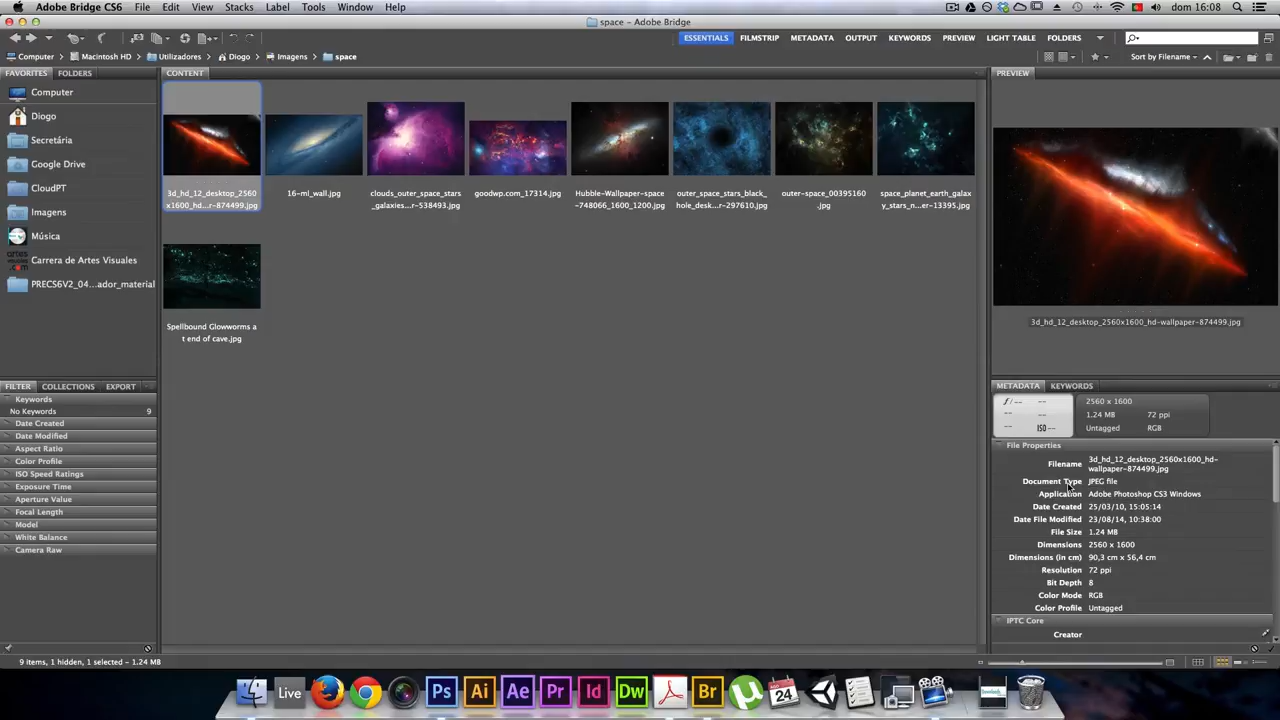 Adobe Bridge CS6 File Edit View Stacks Label Tools Window Help dom 16:08
space – Adobe Bridge
ESSENTIALS FILMSTRIP METADATA OUTPUT KEYWORDS PREVIEW LIGHT TABLE FOLDERS
Computer Macintosh HD Utilizadores Diogo Imagens space Sort by Filename
FAVORITES FOLDERS
Computer
Diogo
Secretária
Google Drive
CloudPT
Imagens
Música
Carrera de Artes Visuales
PRECS6V2_04...ador_material
FILTER COLLECTIONS EXPORT
Keywords
No Keywords 9
Date Created
Date Modified
Aspect Ratio
Color Profile
ISO Speed Ratings
Exposure Time
Aperture Value
Focal Length
Model
White Balance
Camera Raw
9 items, 1 hidden, 1 selected – 1.24 MB
CONTENT
3d_hd_12_desktop_2560
x1600_hd...r-874499.jpg
16-ml_wall.jpg
clouds_outer_space_stars
_galaxies...r-538493.jpg
goodwp.com_17314.jpg
Hubble-Wallpaper-space
-748066_1600_1200.jpg
outer_space_stars_black_
hole_desk...r-297610.jpg
outer-space_00395160
.jpg
space_planet_earth_galax
y_stars_n...er-13395.jpg
Spellbound Glowworms a
t end of cave.jpg
PREVIEW
3d_hd_12_desktop_2560x1600_hd-wallpaper-874499.jpg
METADATA KEYWORDS
f/-- --
-- --
-- ISO --
2560 x 1600
1.24 MB 72 ppi
Untagged RGB
File Properties
Filename 3d_hd_12_desktop_2560x1600_hd-
wallpaper-874499.jpg
Document Type JPEG file
Application Adobe Photoshop CS3 Windows
Date Created 25/03/10, 15:05:14
Date File Modified 23/08/14, 10:38:00
File Size 1.24 MB
Dimensions 2560 x 1600
Dimensions (in cm) 90,3 cm x 56,4 cm
Resolution 72 ppi
Bit Depth 8
Color Mode RGB
Color Profile Untagged
IPTC Core
Creator
Live Ps Ai Ae Pr Id Dw Br 24